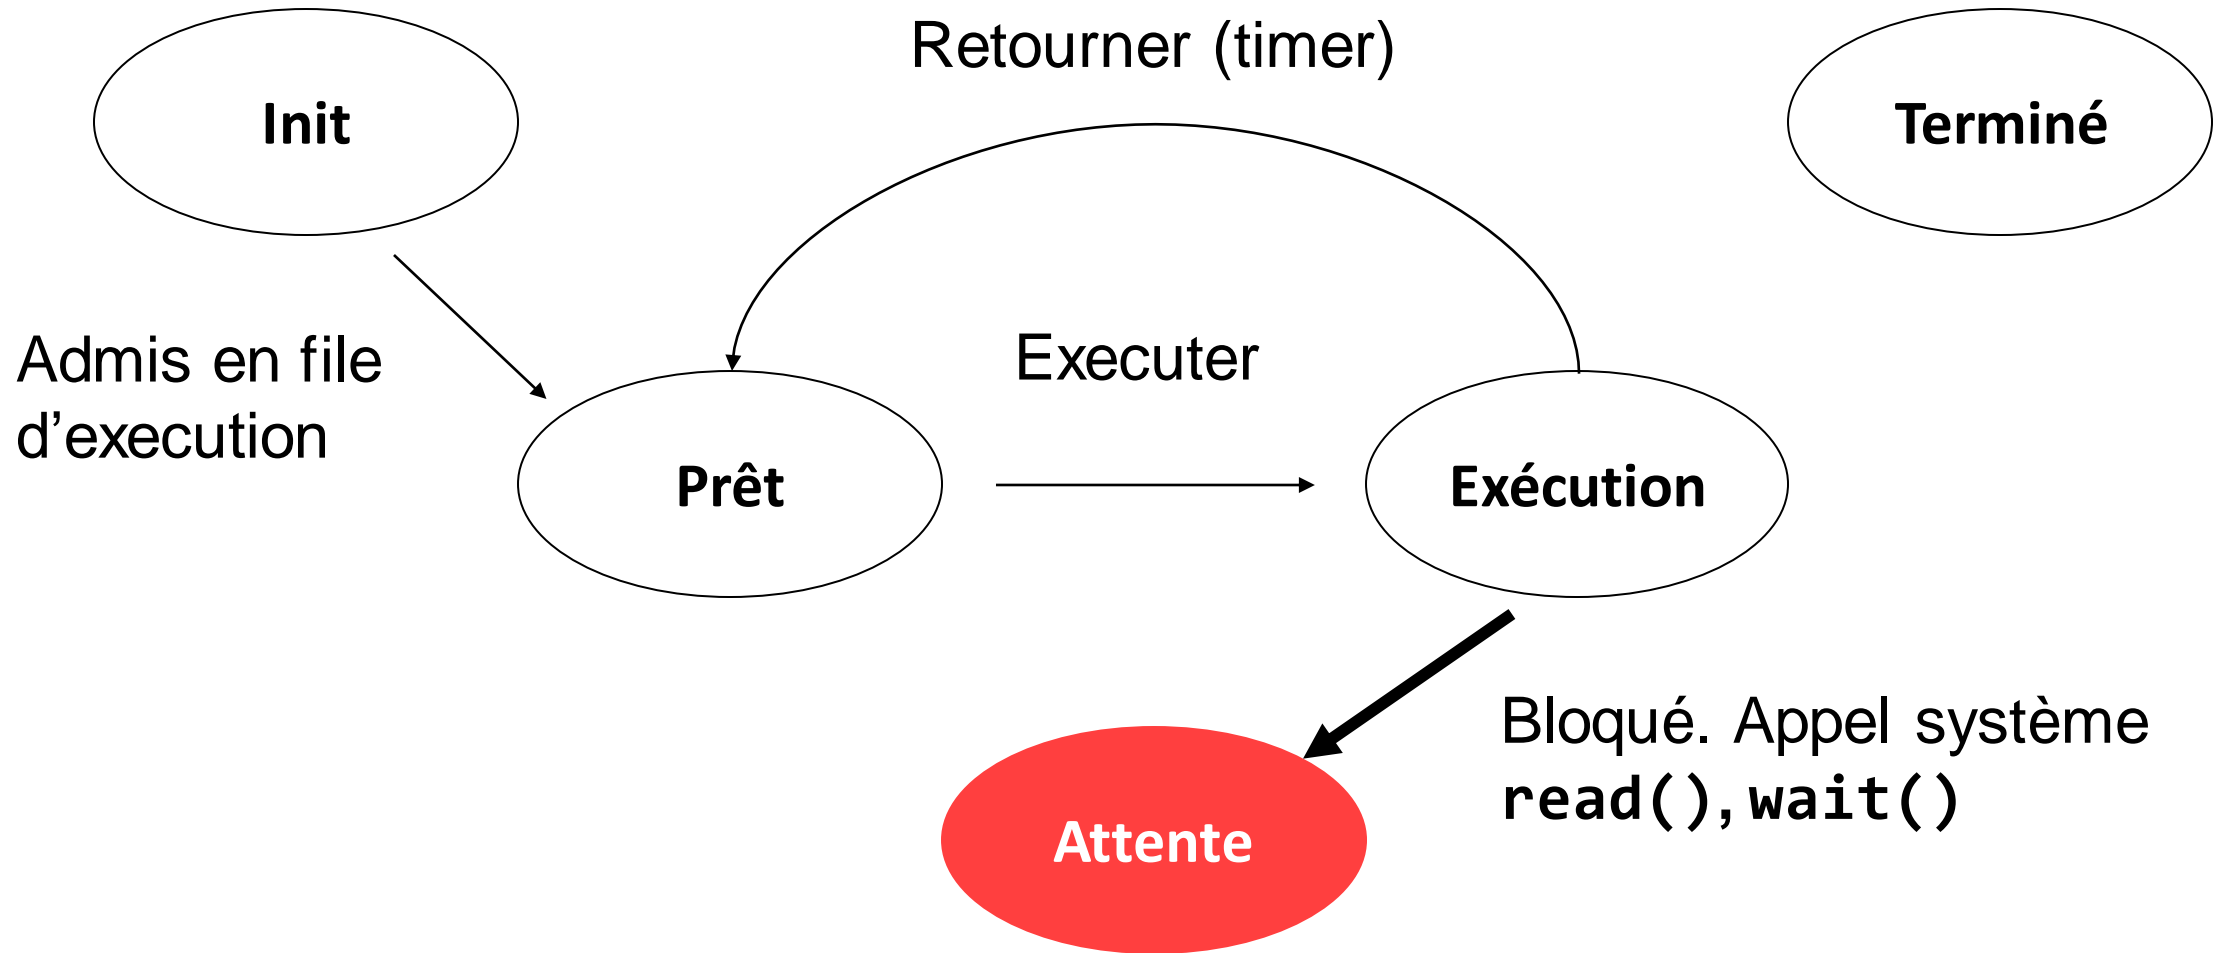 Retourner (timer)
Init
Terminé
Admis en file
d’execution
Executer
Prêt
Exécution
Bloqué. Appel système
read(),wait()
Attente